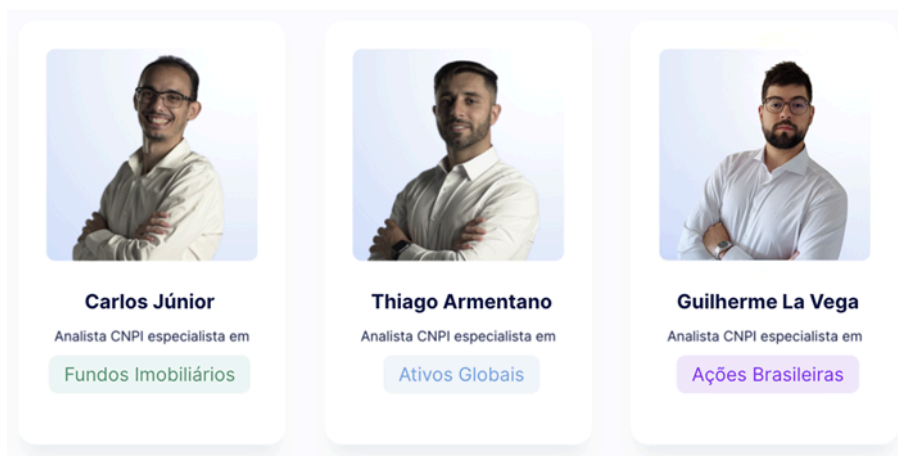 Carlos Júnior
Analista CNPI especialista em
Fundos Imobiliários
Thiago Armentano
Analista CNPI especialista em
Ativos Globais
Guilherme La Vega
Analista CNPI especialista em
Ações Brasileiras